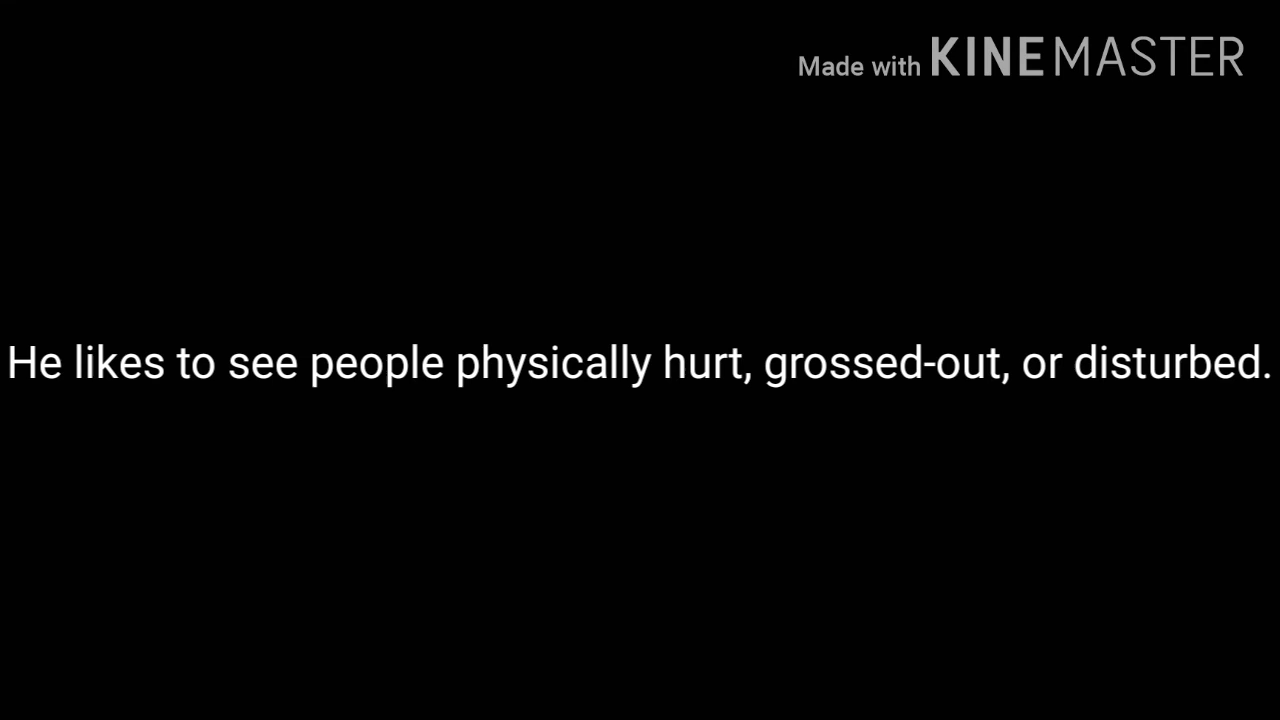 Made with KINEMASTER
He likes to see people physically hurt, grossed-out, or disturbed.